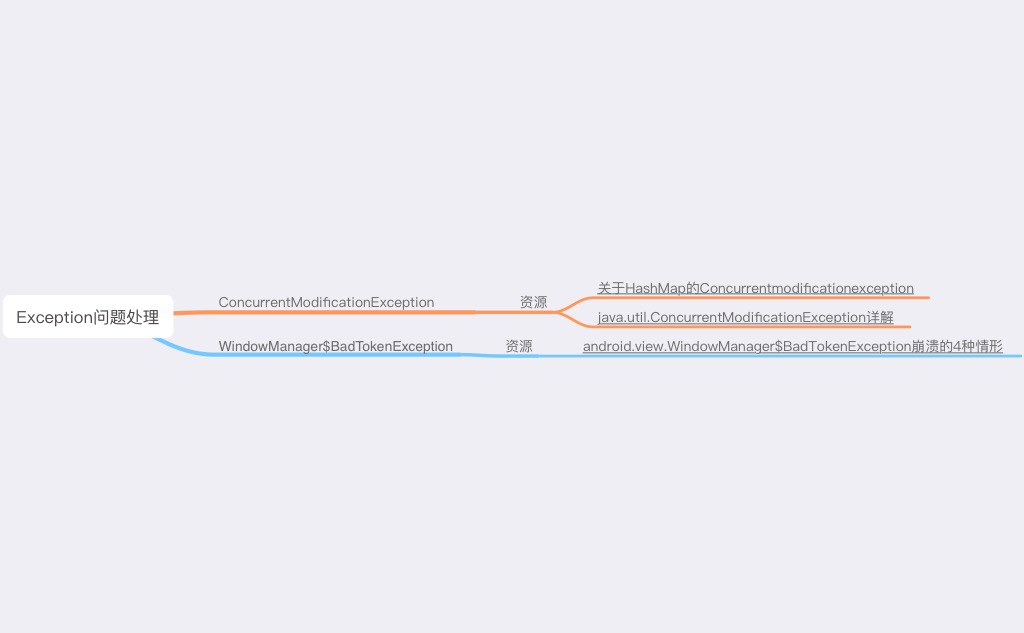 Exception问题处理
ConcurrentModificationException
资源
关于HashMap的Concurrentmodificationexception
java.util.ConcurrentModificationException详解
WindowManager$BadTokenException
资源
android.view.WindowManager$BadTokenException崩溃的4种情形